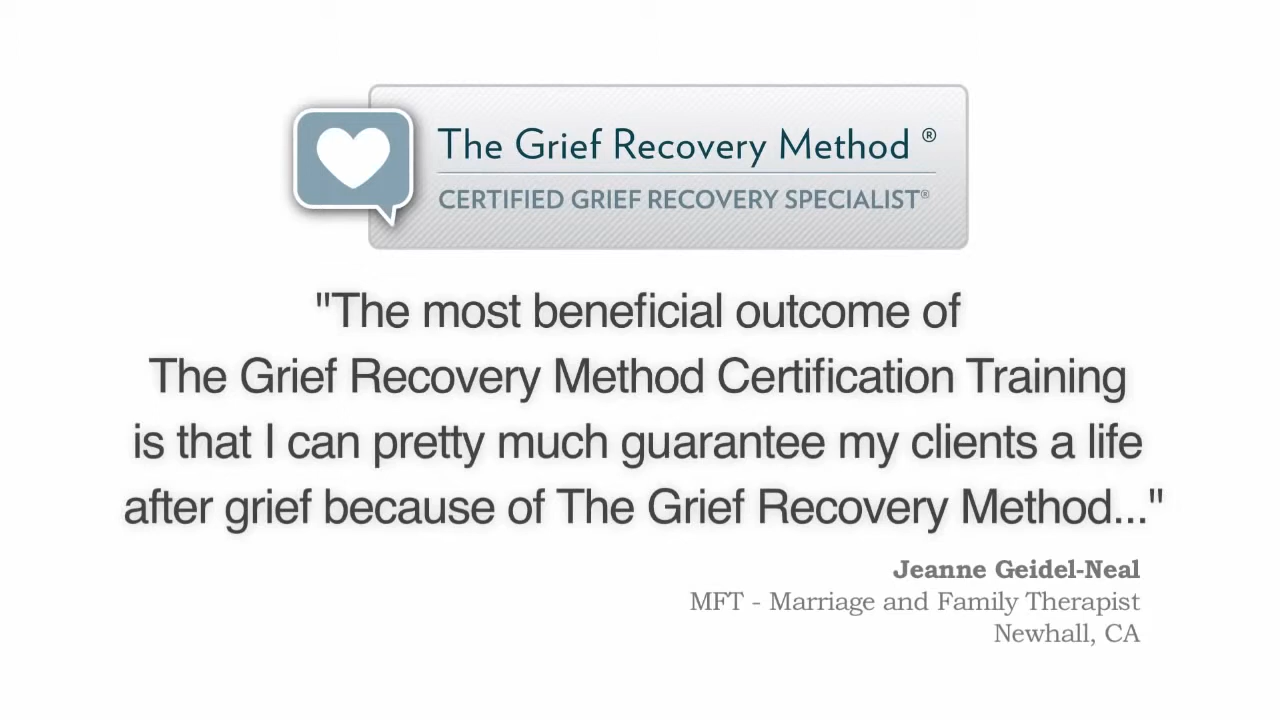 The Grief Recovery Method ®
CERTIFIED GRIEF RECOVERY SPECIALIST®
"The most beneficial outcome of
The Grief Recovery Method Certification Training
is that I can pretty much guarantee my clients a life
after grief because of The Grief Recovery Method..."
Jeanne Geidel-Neal
MFT - Marriage and Family Therapist
Newhall, CA